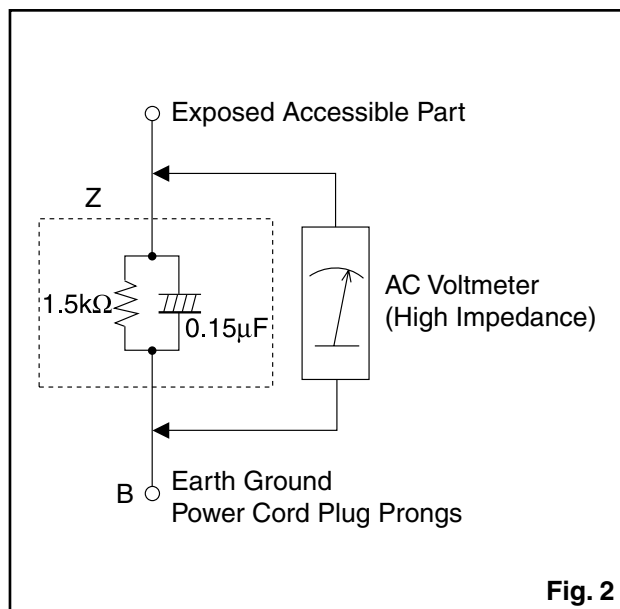 Exposed Accessible Part
Z
1.5kΩ
0.15μF
AC Voltmeter
(High Impedance)
B
Earth Ground
Power Cord Plug Prongs
Fig. 2